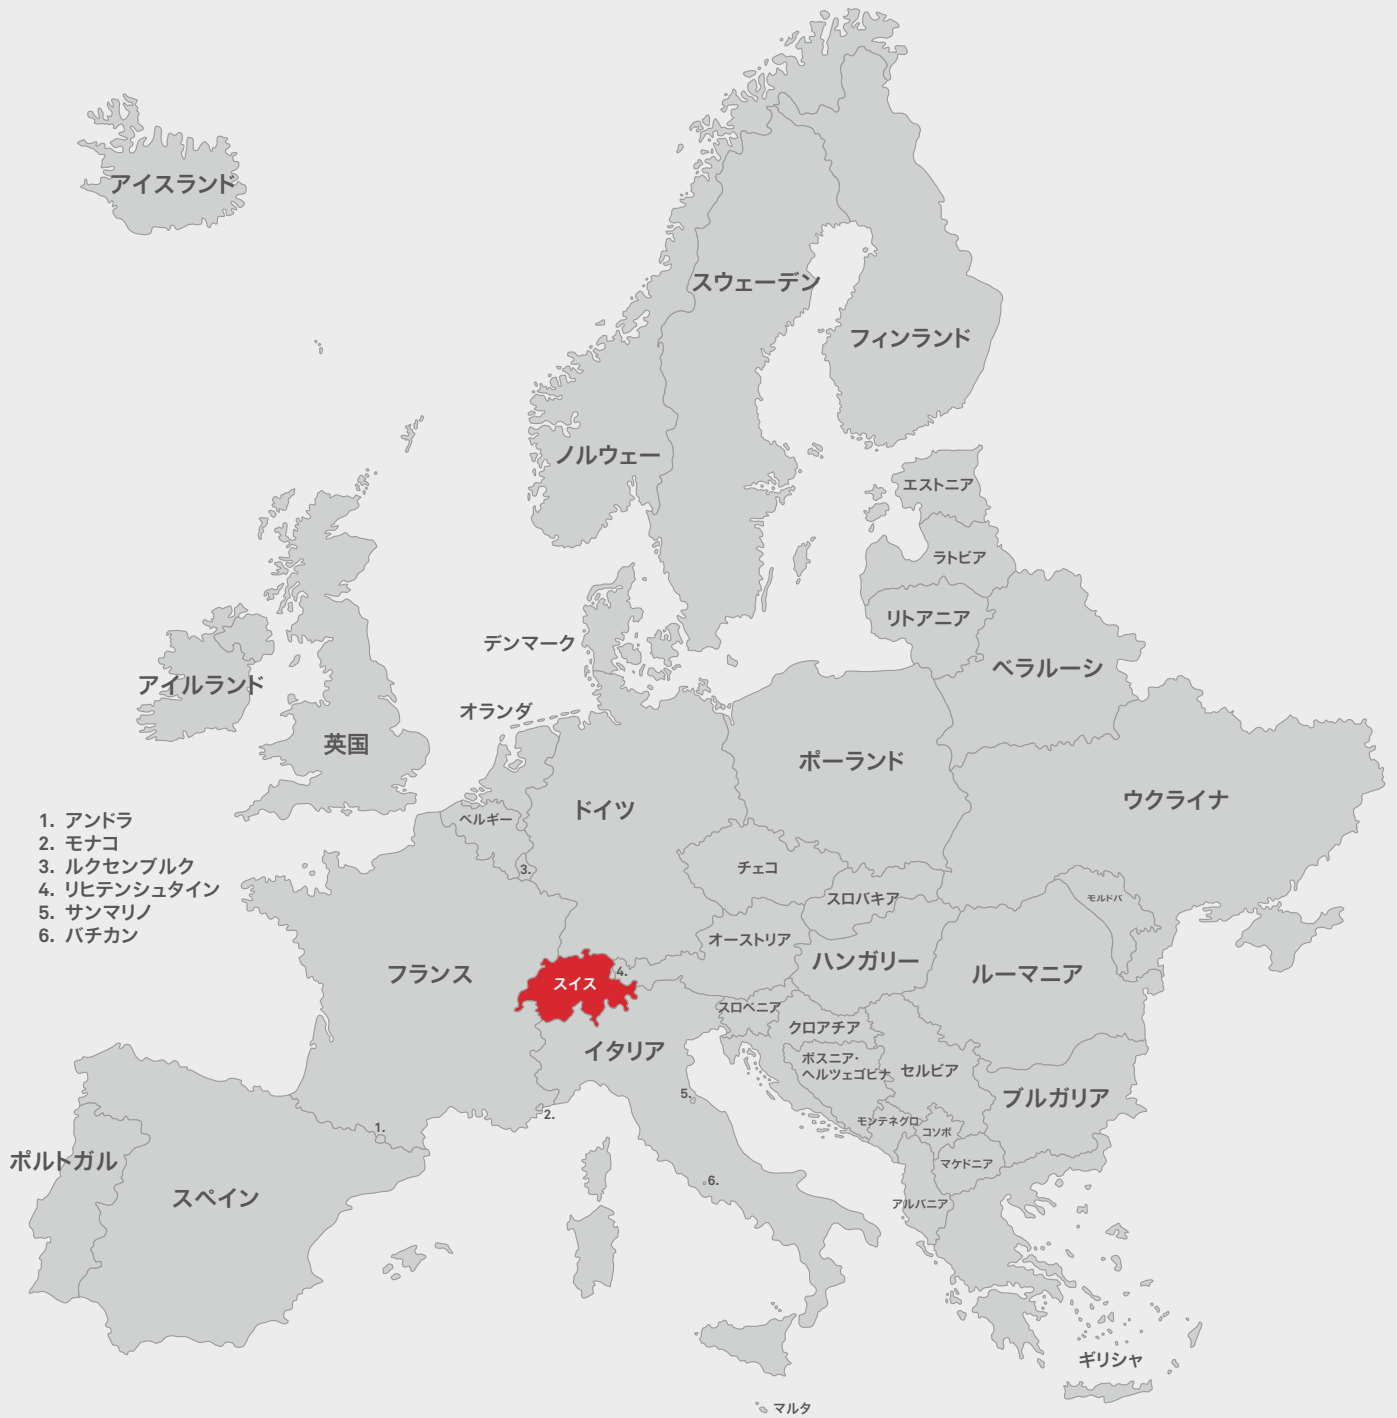 アイスランド
スウェーデン
フィンランド
ノルウェー
エストニア
ラトビア
リトアニア
デンマーク
ベラルーシ
アイルランド
オランダ
英国
ポーランド
ウクライナ
ドイツ
ベルギー
1. アンドラ
2. モナコ
3. ルクセンブルク
4. リヒテンシュタイン
5. サンマリノ
6. バチカン
3.
チェコ
スロバキア
モルドバ
オーストリア
ハンガリー
フランス
4.
ルーマニア
スイス
スロベニア
クロアチア
イタリア
ボスニア・
ヘルツェゴビナ
セルビア
5.
ブルガリア
2.
モンテネグロ
コソボ
1.
ポルトガル
マケドニア
6.
スペイン
アルバニア
ギリシャ
マルタ